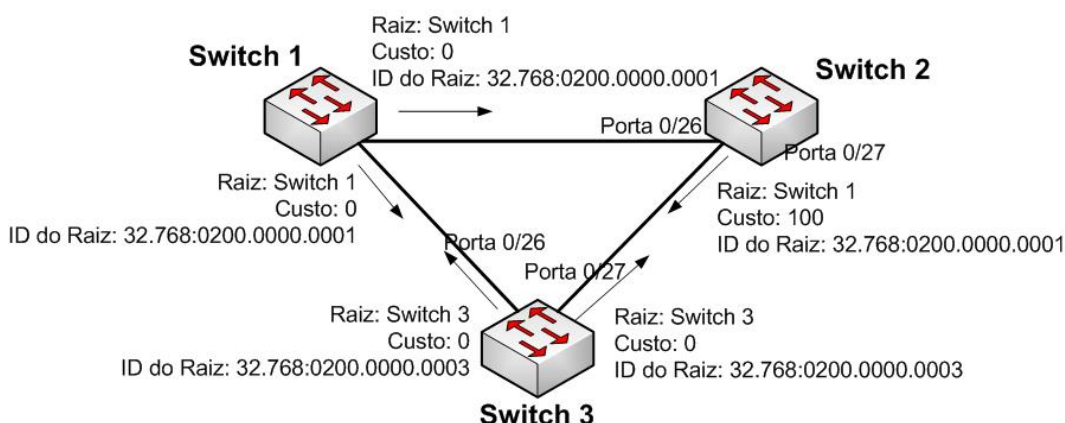 Raiz: Switch 1
Custo: 0
ID do Raiz: 32.768:0200.0000.0001
Switch 1
Switch 2
Porta 0/26
Porta 0/27
Raiz: Switch 1
Custo: 0
ID do Raiz: 32.768:0200.0000.0001
Raiz: Switch 1
Custo: 100
ID do Raiz: 32.768:0200.0000.0001
Porta 0/26
Porta 0/27
Raiz: Switch 3
Custo: 0
ID do Raiz: 32.768:0200.0000.0003
Raiz: Switch 3
Custo: 0
ID do Raiz: 32.768:0200.0000.0003
Switch 3